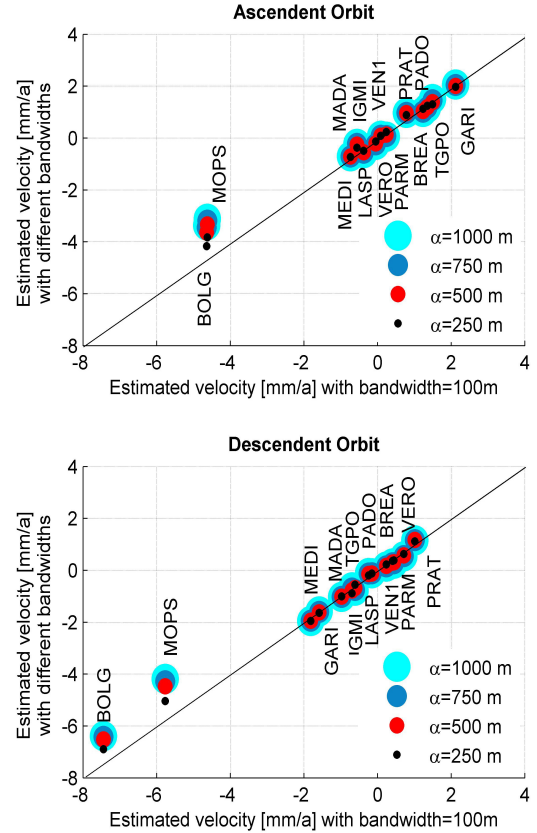 Ascendent Orbit
Estimated velocity [mm/a]
with different bandwidths
4
2
0
-2
-4
-6
-8
-8
-6
-4
-2
0
2
4
MOPS
BOLG
MADA
IGMI
VEN1
PRAT
PADO
MEDI
LASP
VERO
PARM
BREA
TGPO
GARI
α=1000 m
α=750 m
α=500 m
α=250 m
Estimated velocity [mm/a] with bandwidth=100m
Descendent Orbit
Estimated velocity [mm/a]
with different bandwidths
4
2
0
-2
-4
-6
-8
-8
-6
-4
-2
0
2
4
BOLG
MOPS
MEDI
MADA
TGPO
PADO
BREA
VERO
GARI
IGMI
LASP
VEN1
PARM
PRAT
α=1000 m
α=750 m
α=500 m
α=250 m
Estimated velocity [mm/a] with bandwidth=100m